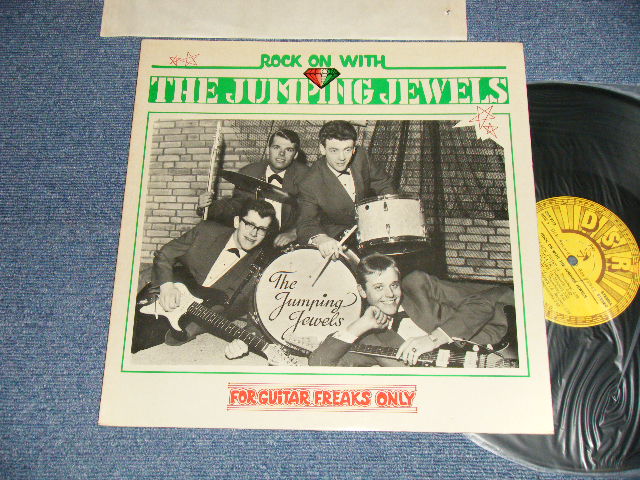 ROCK ON WITH
THE JUMPING JEWELS
The
Jumping
Jewels
FOR GUITAR FREAKS ONLY
DSR